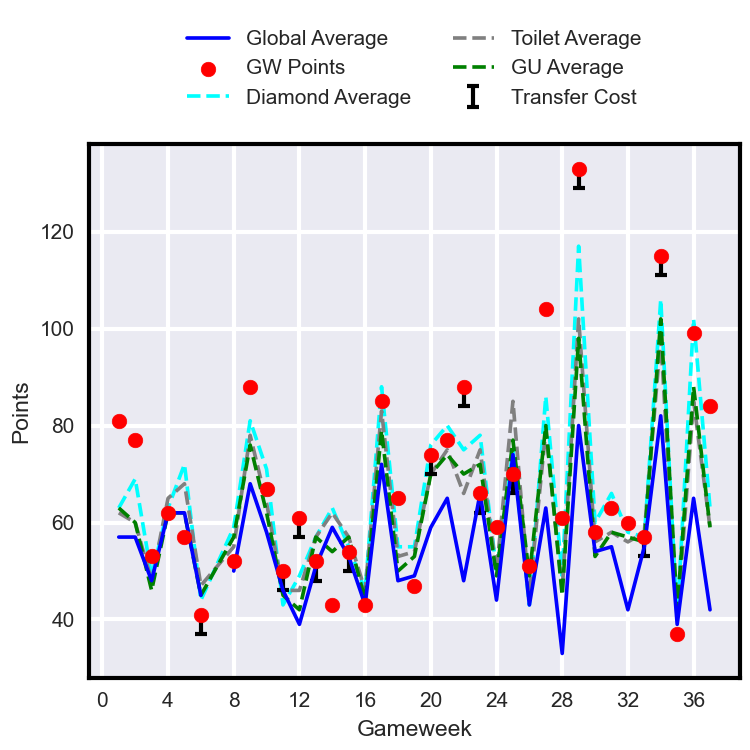 Global Average
GW Points
Diamond Average
Toilet Average
GU Average
Transfer Cost
120
100
80
60
40
Points
0 4 8 12 16 20 24 28 32 36
Gameweek